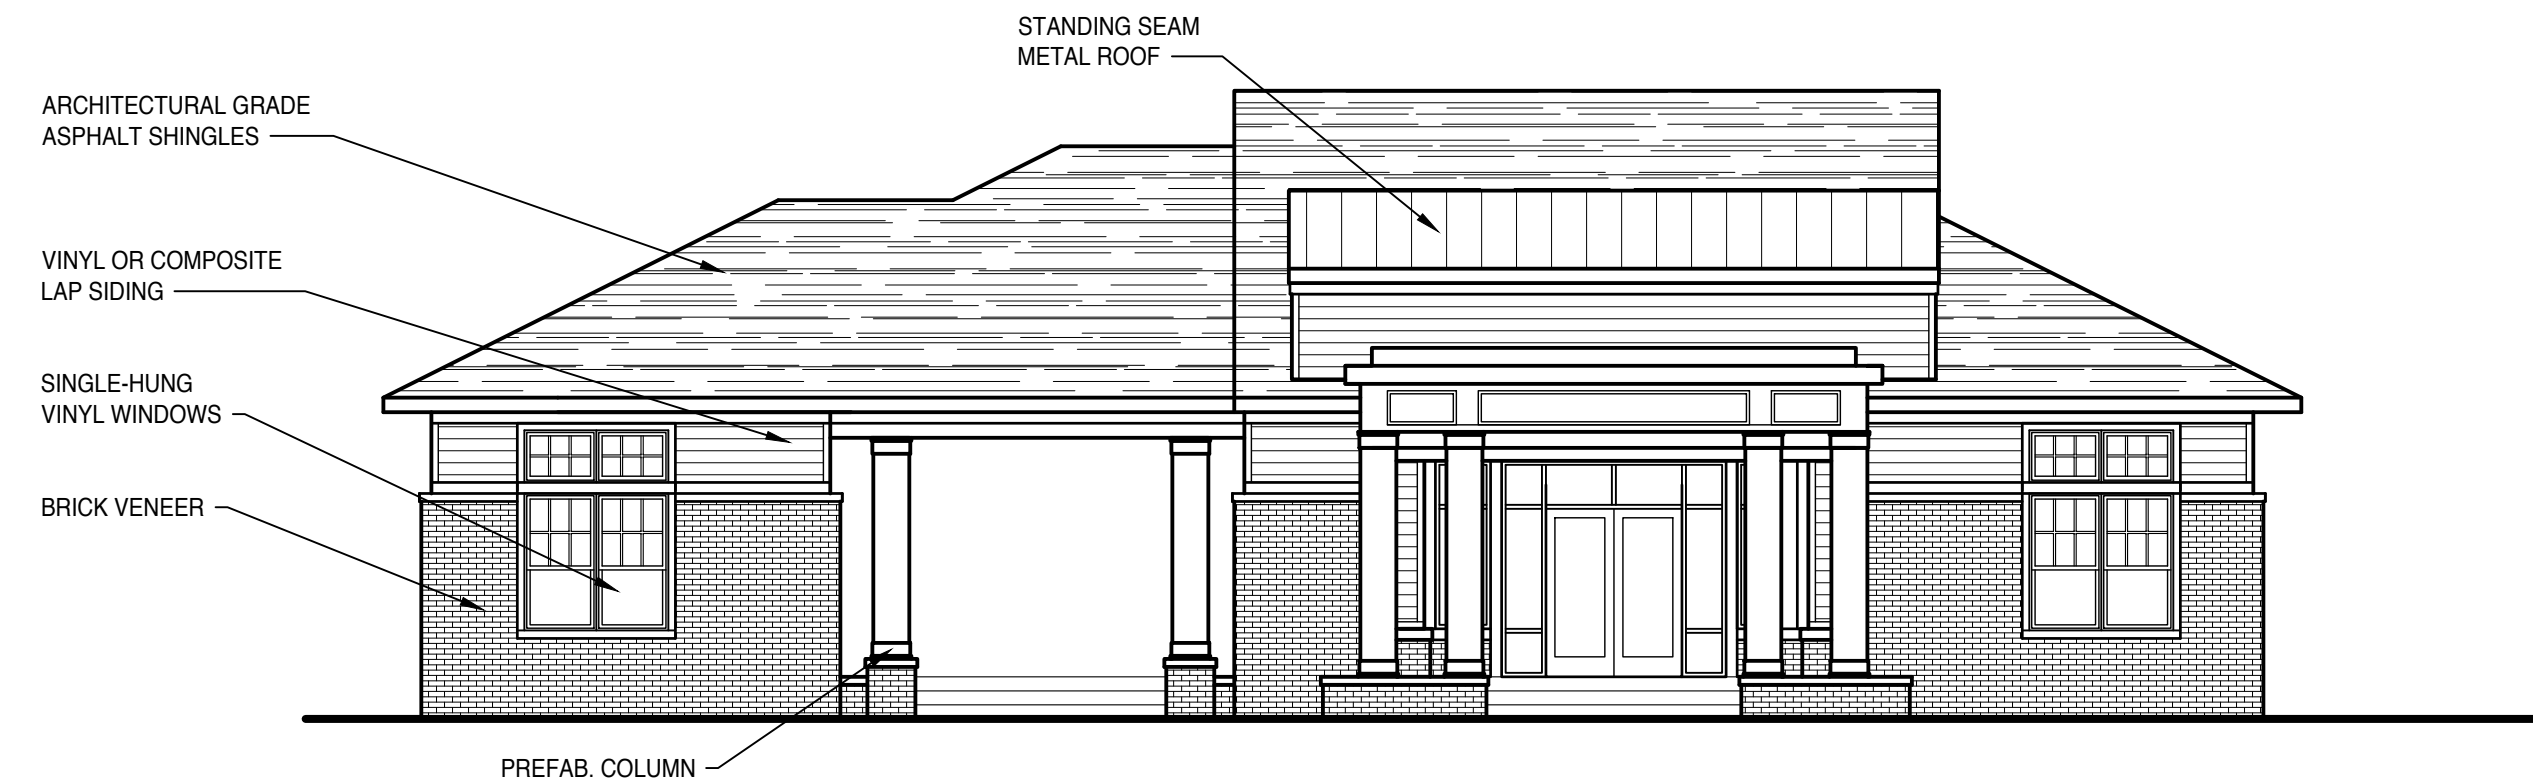 STANDING SEAM
METAL ROOF
ARCHITECTURAL GRADE
ASPHALT SHINGLES
VINYL OR COMPOSITE
LAP SIDING
SINGLE-HUNG
VINYL WINDOWS
BRICK VENEER
PREFAB. COLUMN